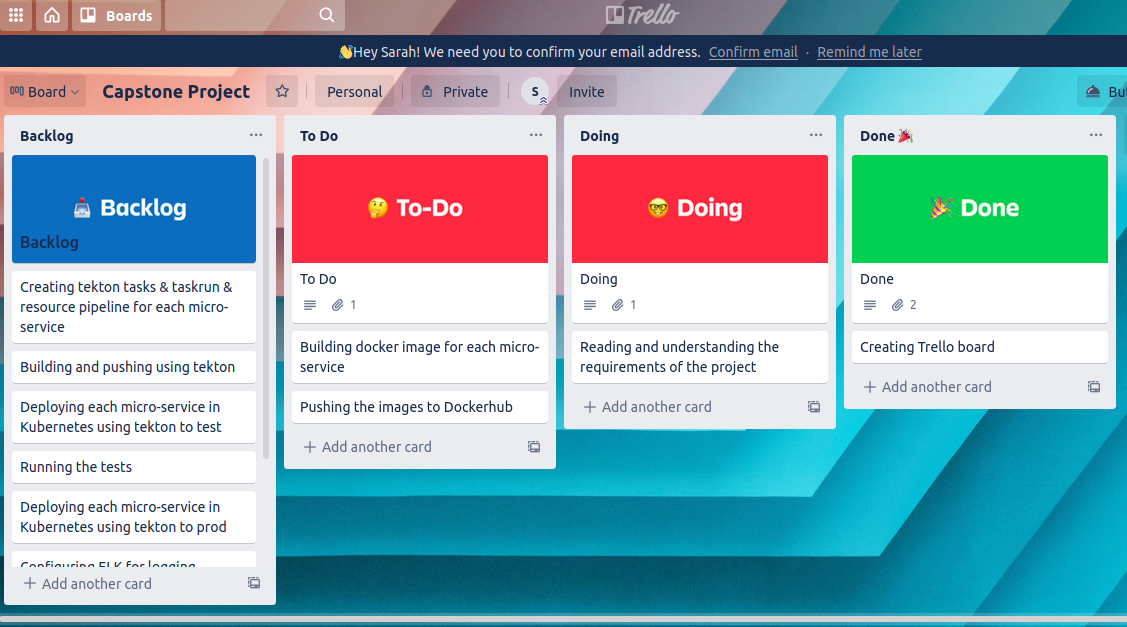 Boards
Trello
👋Hey Sarah! We need you to confirm your email address. Confirm email · Remind me later
Board
Capstone Project
Personal
Private
S
Invite
Backlog
Backlog
Backlog
Creating tekton tasks & taskrun &
resource pipeline for each micro-
service
Building and pushing using tekton
Deploying each micro-service in
Kubernetes using tekton to test
Running the tests
Deploying each micro-service in
Kubernetes using tekton to prod
Configuring ELK for logging
+ Add another card
To Do
🤔 To-Do
To Do
1
Building docker image for each micro-
service
Pushing the images to Dockerhub
+ Add another card
Doing
🤓 Doing
Doing
1
Reading and understanding the
requirements of the project
+ Add another card
Done🎉
🎉 Done
Done
2
Creating Trello board
+ Add another card